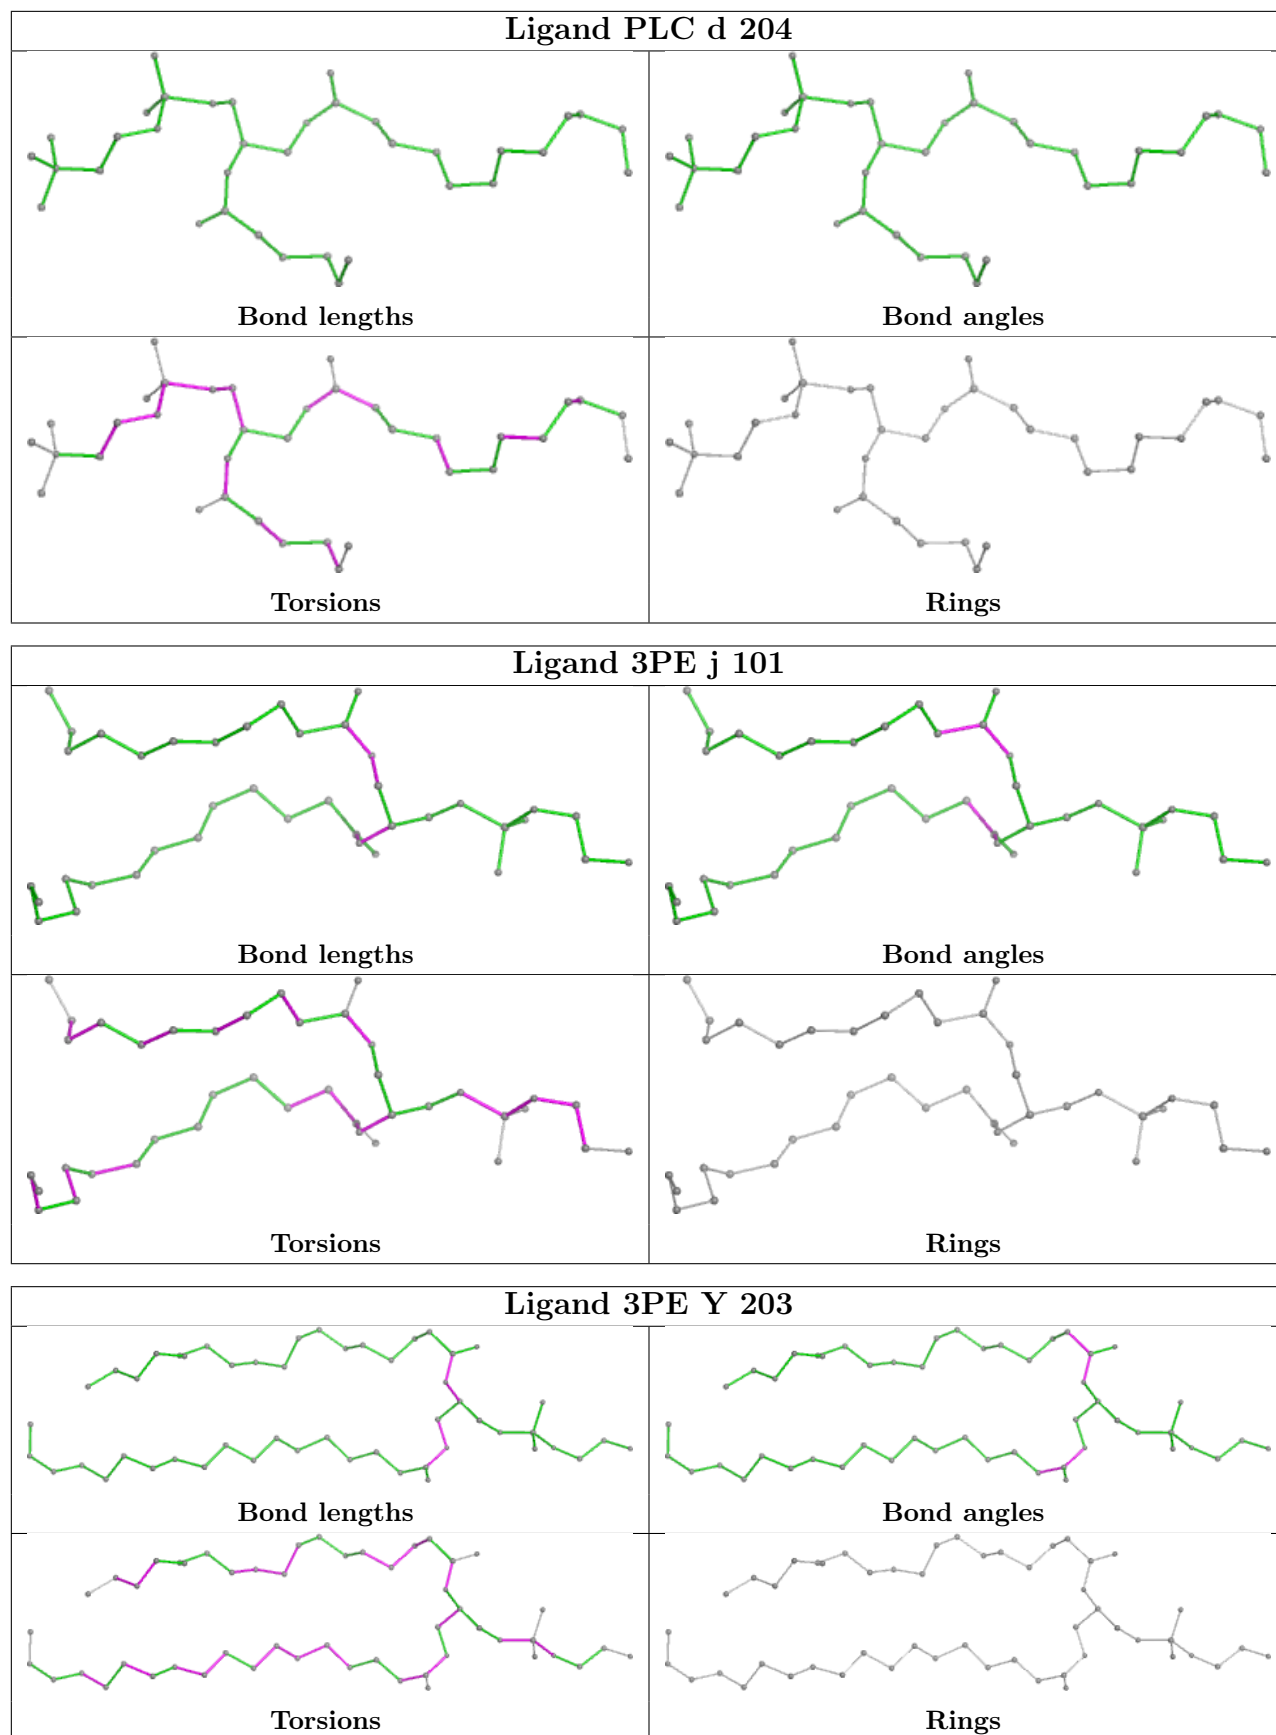 Ligand PLC d 204
Bond lengths
Bond angles
Torsions
Rings
Ligand 3PE j 101
Bond lengths
Bond angles
Torsions
Rings
Ligand 3PE Y 203
Bond lengths
Bond angles
Torsions
Rings